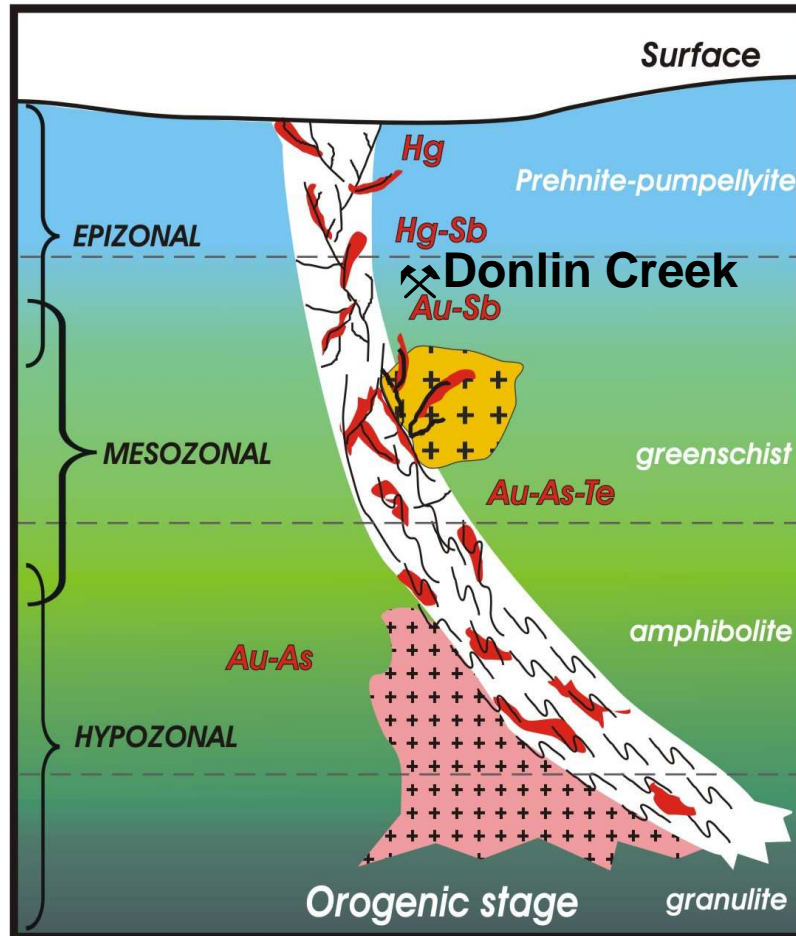 Surface
Hg
Prehnite-pumpellyite
EPIZONAL
Hg-Sb
Donlin Creek
Au-Sb
MESOZONAL
greenschist
Au-As-Te
amphibolite
Au-As
HYPOZONAL
Orogenic stage
granulite